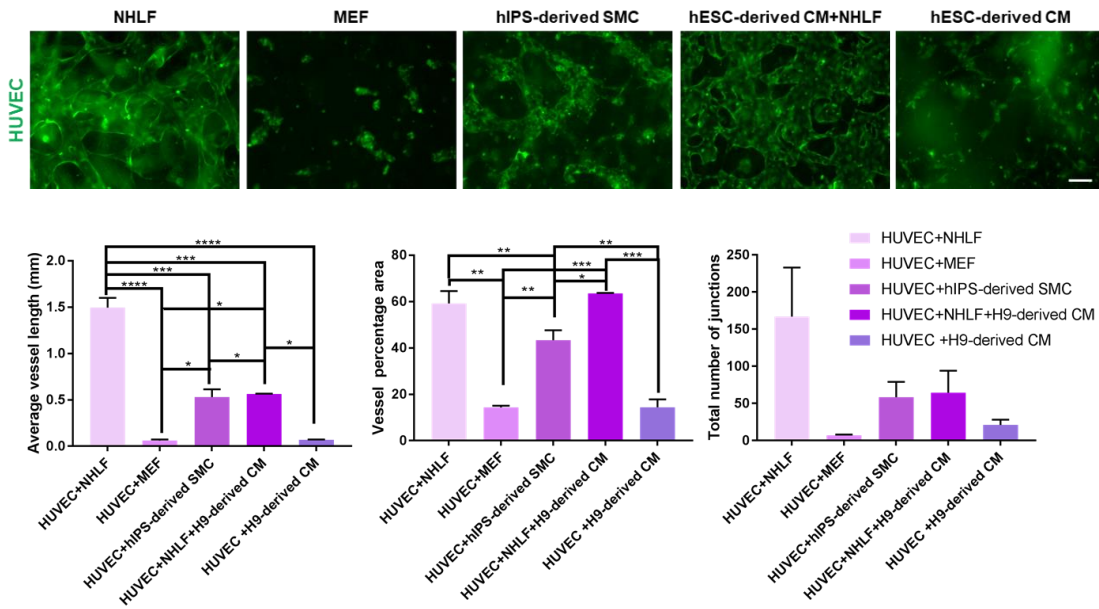 NHLF
MEF
hIPS-derived SMC
hESC-derived CM+NHLF
hESC-derived CM
HUVEC
Average vessel length (mm)
2.0
1.5
1.0
0.5
0.0
****
***
***
****
*
*
*
*
HUVEC+NHLF
HUVEC+MEF
HUVEC+hIPS-derived SMC
HUVEC+NHLF+H9-derived CM
HUVEC +H9-derived CM
Vessel percentage area
80
60
40
20
0
**
**
***
***
**
*
**
HUVEC+NHLF
HUVEC+MEF
HUVEC+hIPS-derived SMC
HUVEC+NHLF+H9-derived CM
HUVEC +H9-derived CM
Total number of junctions
250
200
150
100
50
0
HUVEC+NHLF
HUVEC+MEF
HUVEC+hIPS-derived SMC
HUVEC+NHLF+H9-derived CM
HUVEC +H9-derived CM
HUVEC+NHLF
HUVEC+MEF
HUVEC+hIPS-derived SMC
HUVEC+NHLF+H9-derived CM
HUVEC +H9-derived CM